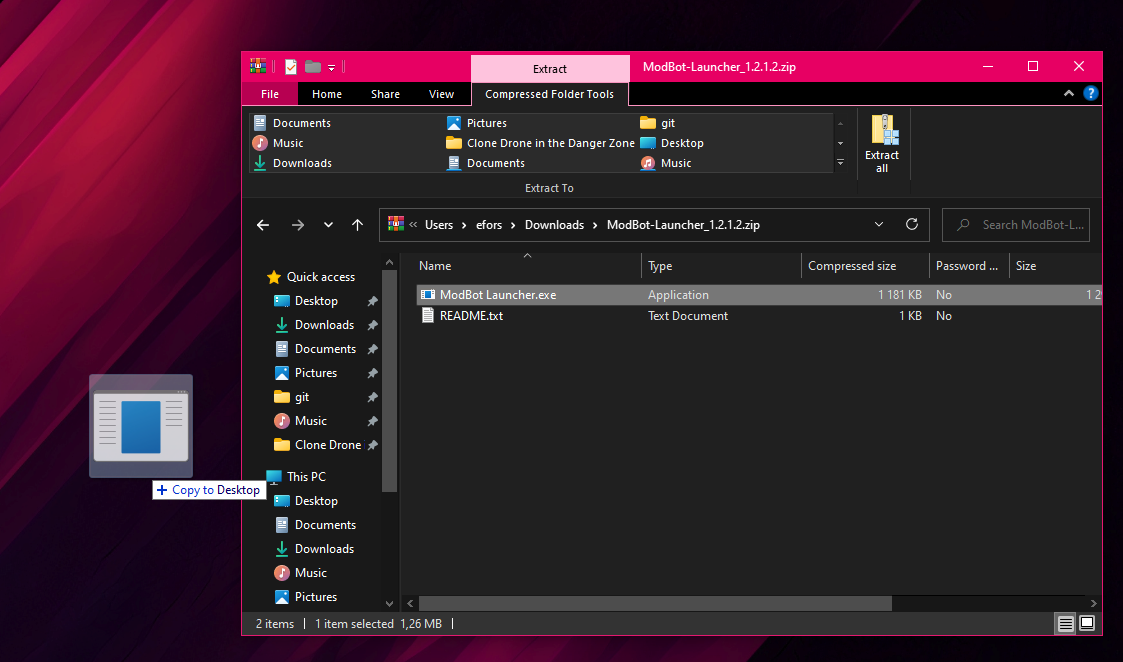 Extract ModBot-Launcher_1.2.1.2.zip
File Home Share View Compressed Folder Tools
Documents Pictures git
Music Clone Drone in the Danger Zone Desktop
Downloads Documents Music
Extract all
Extract To
« Users › efors › Downloads › ModBot-Launcher_1.2.1.2.zip Search ModBot-L...
Name Type Compressed size Password ... Size
ModBot Launcher.exe Application 1 181 KB No 1 2
README.txt Text Document 1 KB No
Quick access
Desktop
Downloads
Documents
Pictures
git
Music
Clone Drone
This PC
Desktop
Documents
Downloads
Music
Pictures
+ Copy to Desktop
2 items 1 item selected 1,26 MB